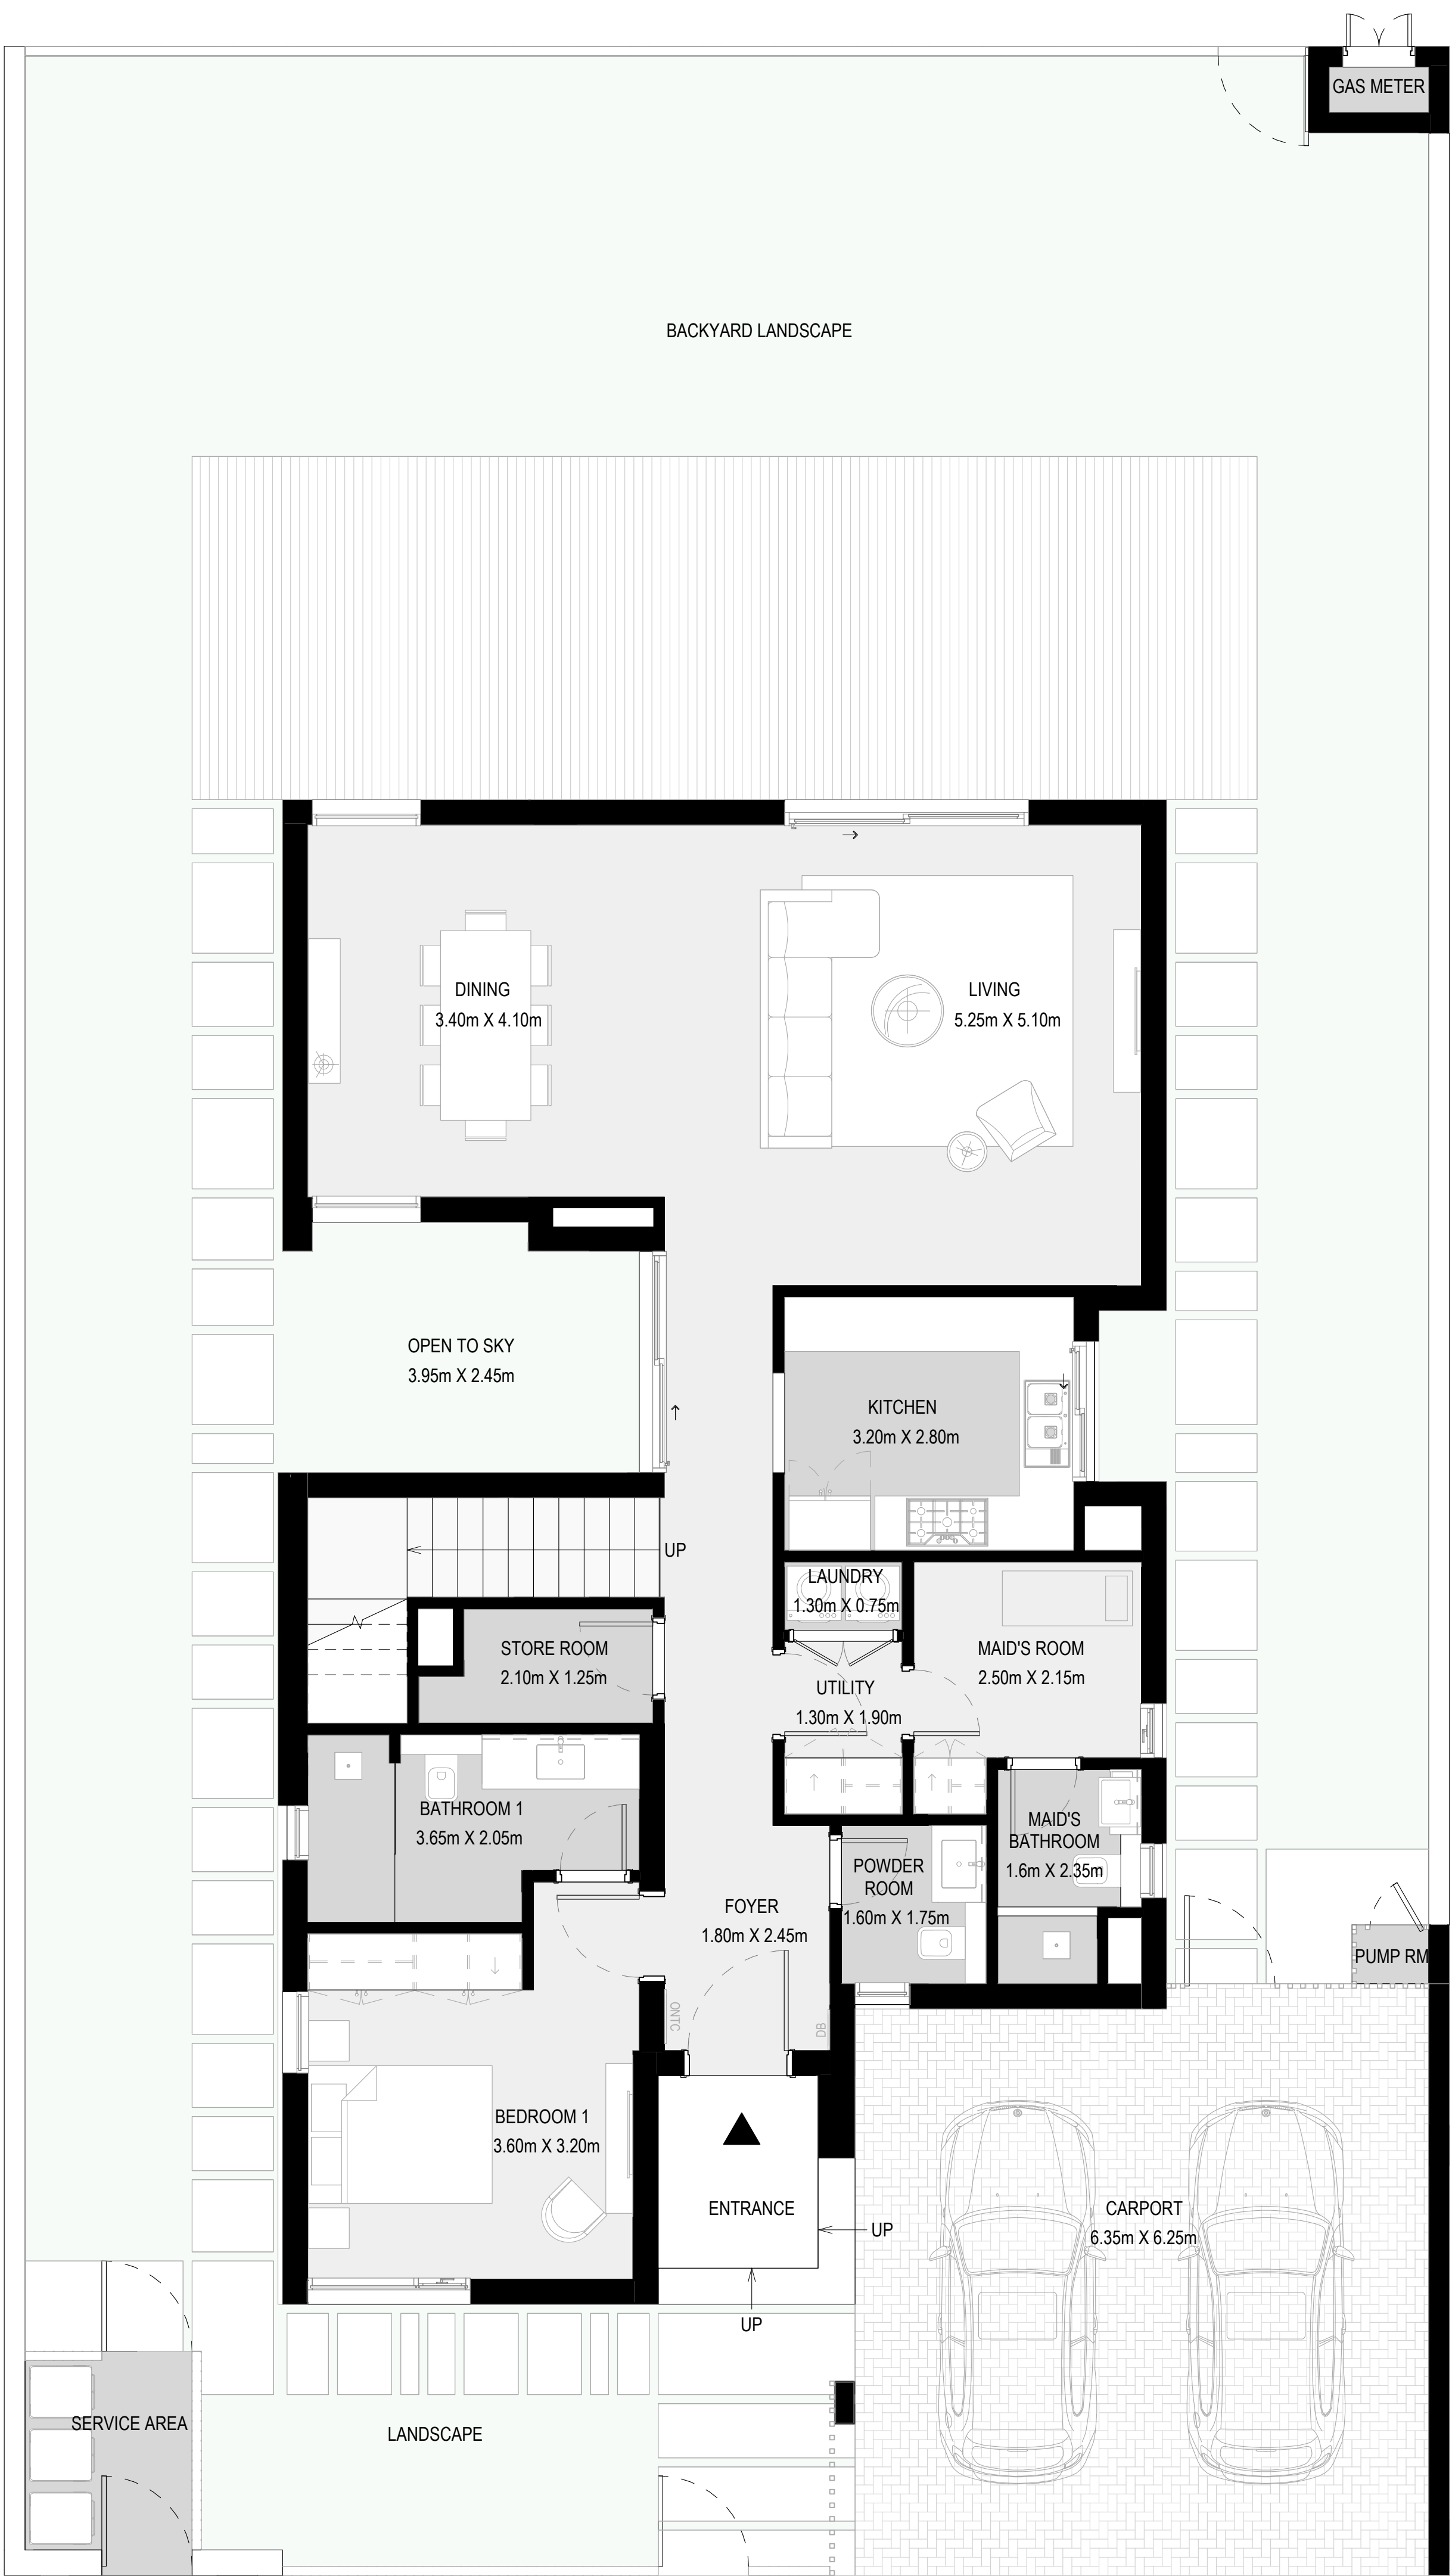 GAS METER
BACKYARD LANDSCAPE
DINING
3.40m X 4.10m
LIVING
5.25m X 5.10m
OPEN TO SKY
3.95m X 2.45m
KITCHEN
3.20m X 2.80m
UP
LAUNDRY
1.30m X 0.75m
STORE ROOM
2.10m X 1.25m
MAID'S ROOM
2.50m X 2.15m
UTILITY
1.30m X 1.90m
BATHROOM 1
3.65m X 2.05m
MAID'S
BATHROOM
1.6m X 2.35m
POWDER
ROOM
1.60m X 1.75m
FOYER
1.80m X 2.45m
PUMP RM
ONTC
DB
BEDROOM 1
3.60m X 3.20m
ENTRANCE
UP
CARPORT
6.35m X 6.25m
UP
SERVICE AREA
LANDSCAPE